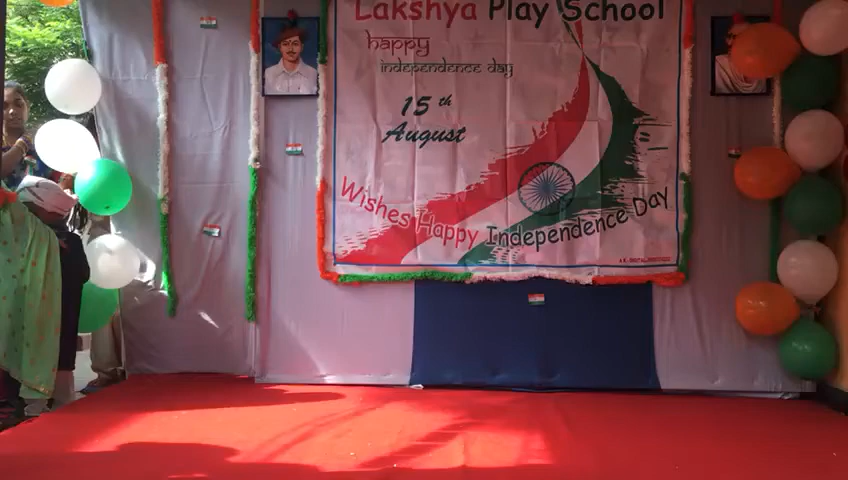 Lakshya Play School
happy
independence day
15th
August
Wishes Happy Independence Day